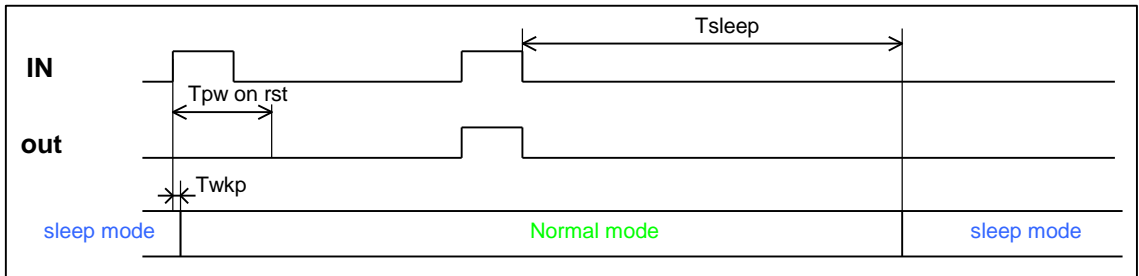 Tsleep
IN
Tpw on rst
out
Twkp
sleep mode
Normal mode
sleep mode